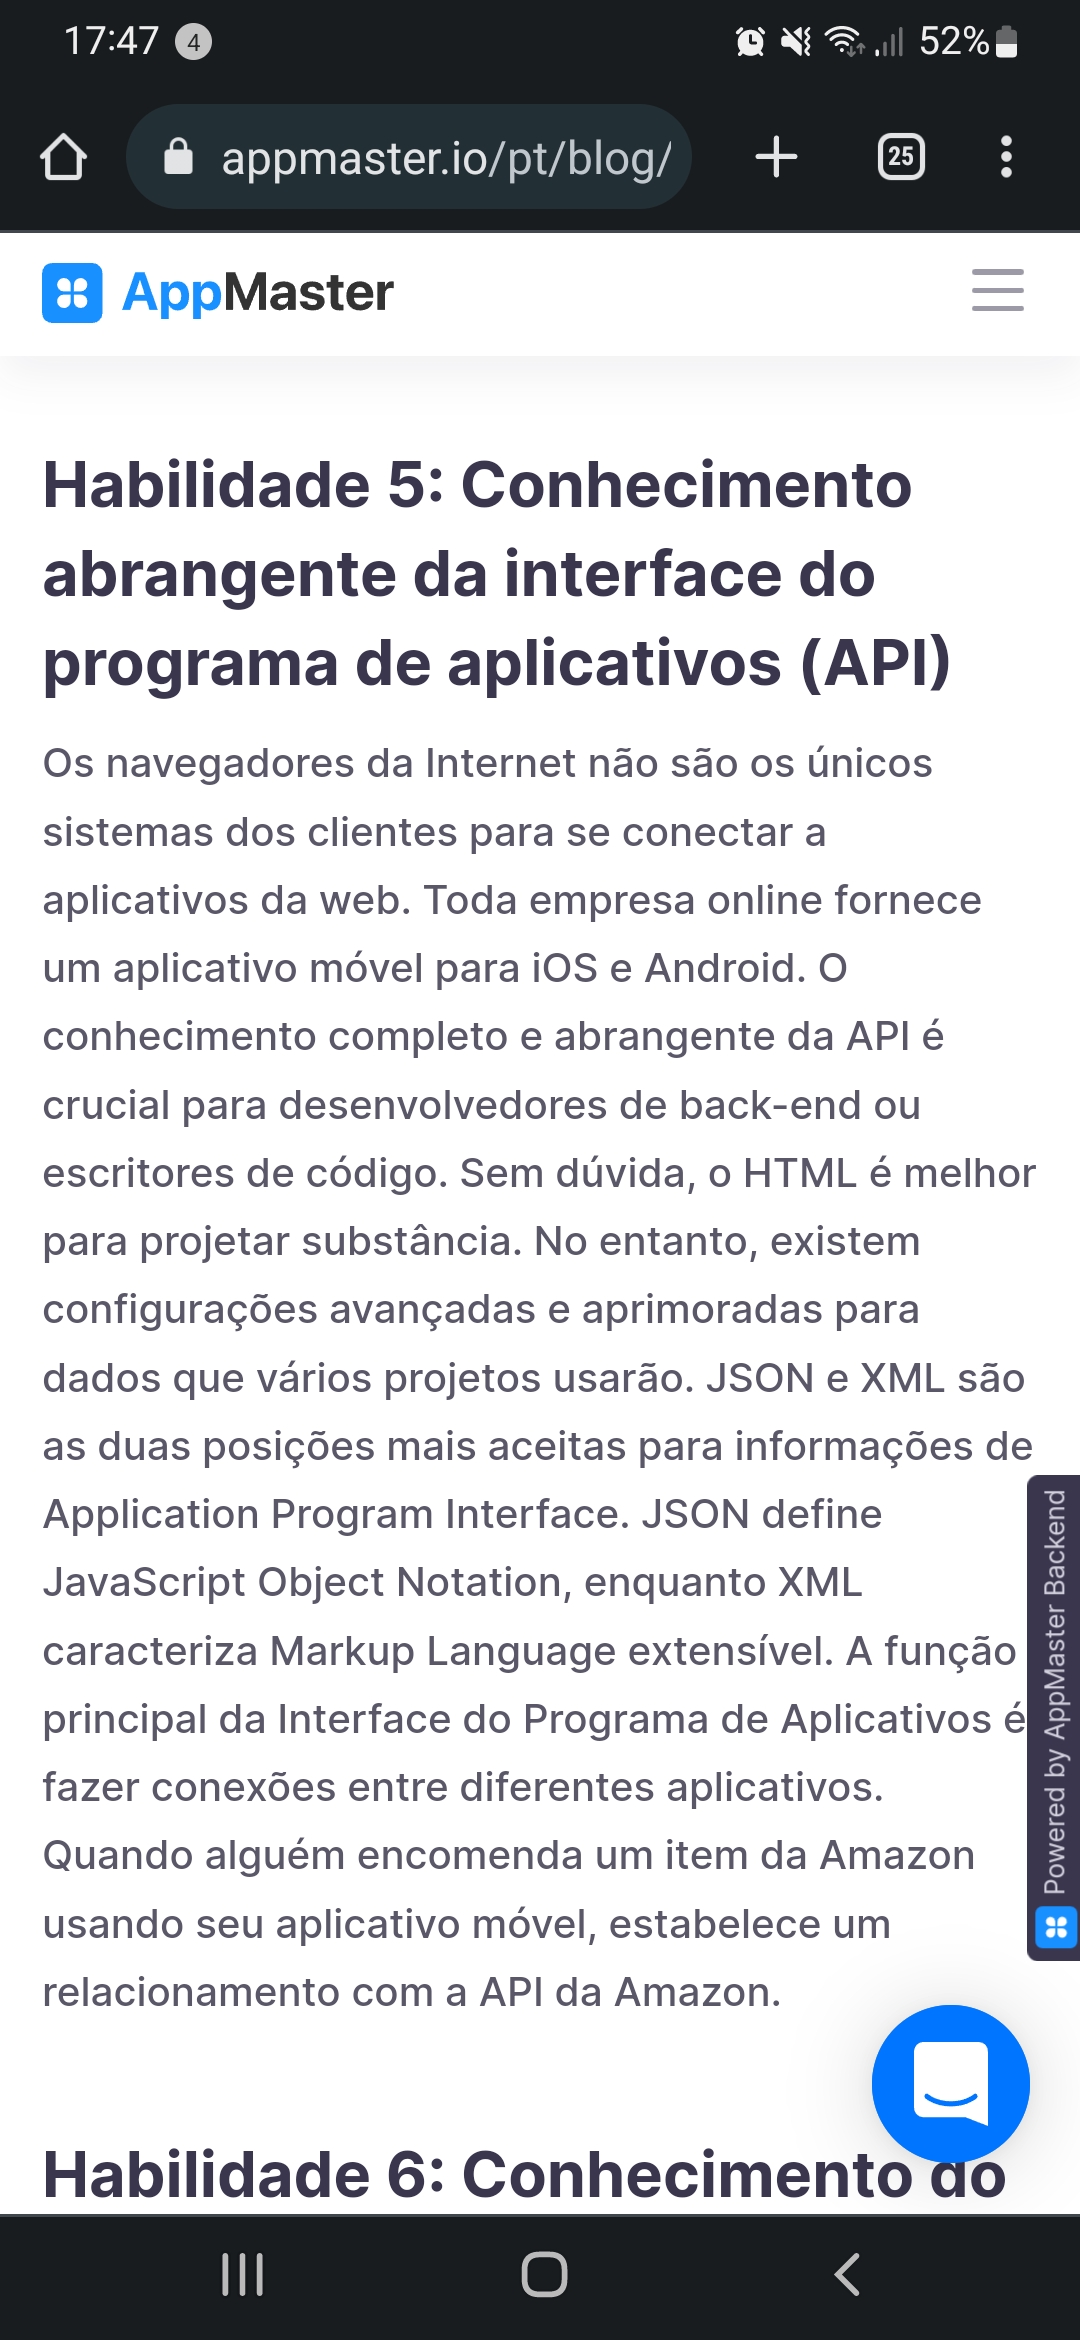 17:47 4 52%
appmaster.io/pt/blog/ 25
AppMaster
Habilidade 5: Conhecimento
abrangente da interface do
programa de aplicativos (API)
Os navegadores da Internet não são os únicos
sistemas dos clientes para se conectar a
aplicativos da web. Toda empresa online fornece
um aplicativo móvel para iOS e Android. O
conhecimento completo e abrangente da API é
crucial para desenvolvedores de back-end ou
escritores de código. Sem dúvida, o HTML é melhor
para projetar substância. No entanto, existem
configurações avançadas e aprimoradas para
dados que vários projetos usarão. JSON e XML são
as duas posições mais aceitas para informações de
Application Program Interface. JSON define
JavaScript Object Notation, enquanto XML
caracteriza Markup Language extensível. A função
principal da Interface do Programa de Aplicativos é
fazer conexões entre diferentes aplicativos.
Quando alguém encomenda um item da Amazon
usando seu aplicativo móvel, estabelece um
relacionamento com a API da Amazon.
Powered by AppMaster Backend
Habilidade 6: Conhecimento do